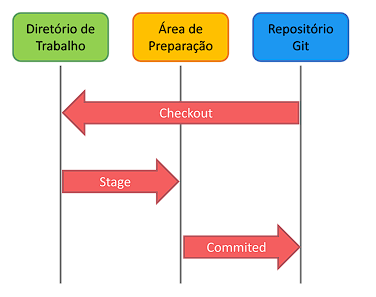 Diretório de
Trabalho
Área de
Preparação
Repositório
Git
Checkout
Stage
Commited